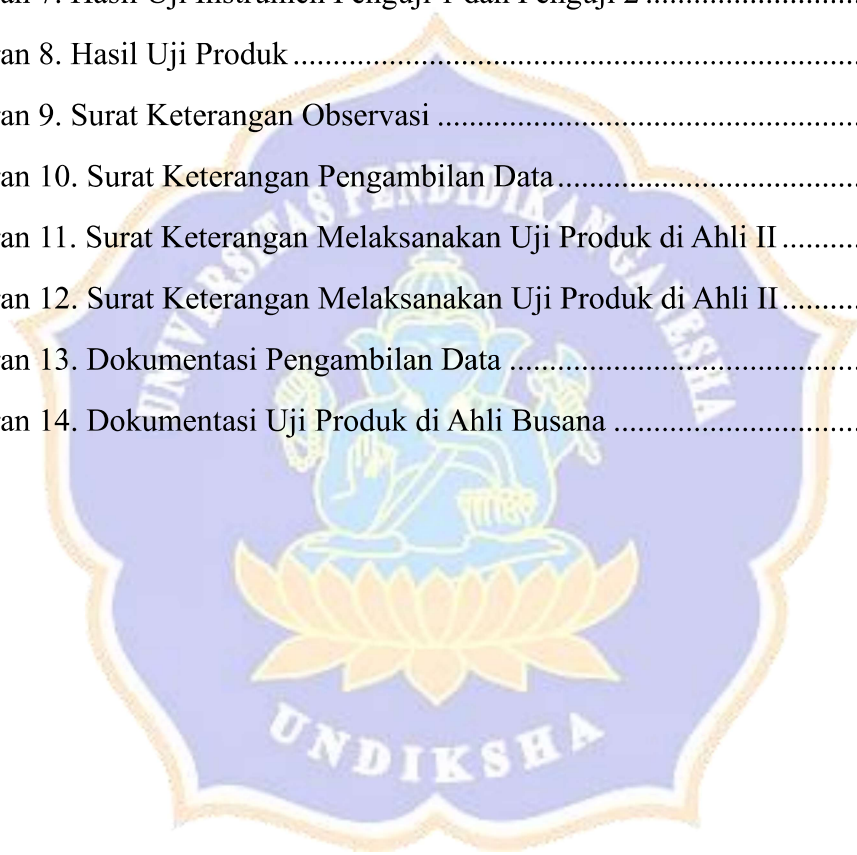 an 7. Hasil Uji Instrumen Penguji 1 dan Penguji 2 ............................
an 8. Hasil Uji Produk ........................................................................
an 9. Surat Keterangan Observasi ......................................................
an 10. Surat Keterangan Pengambilan Data .......................................
an 11. Surat Keterangan Melaksanakan Uji Produk di Ahli II ..........
an 12. Surat Keterangan Melaksanakan Uji Produk di Ahli II ..........
an 13. Dokumentasi Pengambilan Data .............................................
an 14. Dokumentasi Uji Produk di Ahli Busana ................................
UNIVERSITAS PENDIDIKAN GANESHA
UNDIKSHA